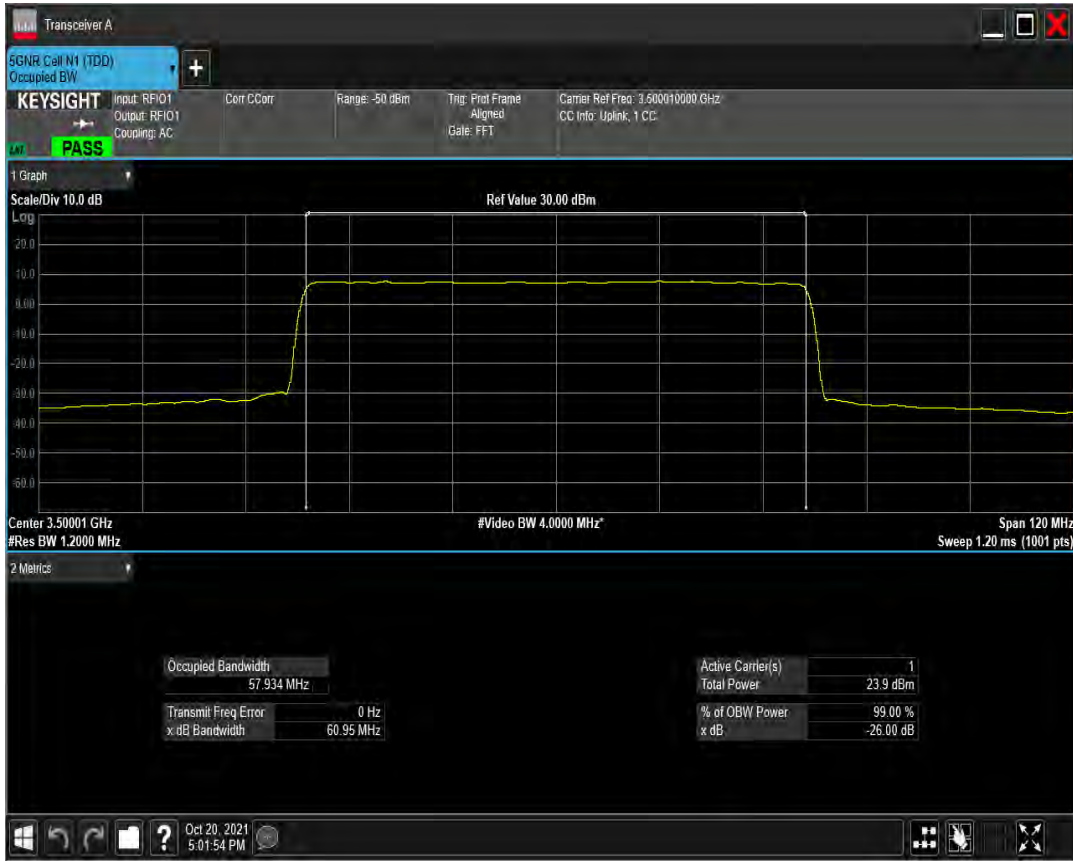 Transceiver A
5GNR Cell N1 (TDD)
Occupied BW
+
KEYSIGHT
Input: RFIO1
Output: RFIO1
Coupling: AC
Corr CCorr
Range: -50 dBm
Trig: Prot Frame
Aligned
Gate: FFT
Carrier Ref Freq: 3.500010000 GHz
CC Info: Uplink, 1 CC
PASS
1 Graph
Scale/Div 10.0 dB
Ref Value 30.00 dBm
Log
20.0
10.0
0.00
-10.0
-20.0
-30.0
-40.0
-50.0
-60.0
Center 3.50001 GHz
#Video BW 4.0000 MHz*
Span 120 MHz
#Res BW 1.2000 MHz
Sweep 1.20 ms (1001 pts)
2 Metrics
Occupied Bandwidth
57.934 MHz
Transmit Freq Error 0 Hz
x dB Bandwidth 60.95 MHz
Active Carrier(s) 1
Total Power 23.9 dBm
% of OBW Power 99.00 %
x dB -26.00 dB
?
Oct 20, 2021
5:01:54 PM